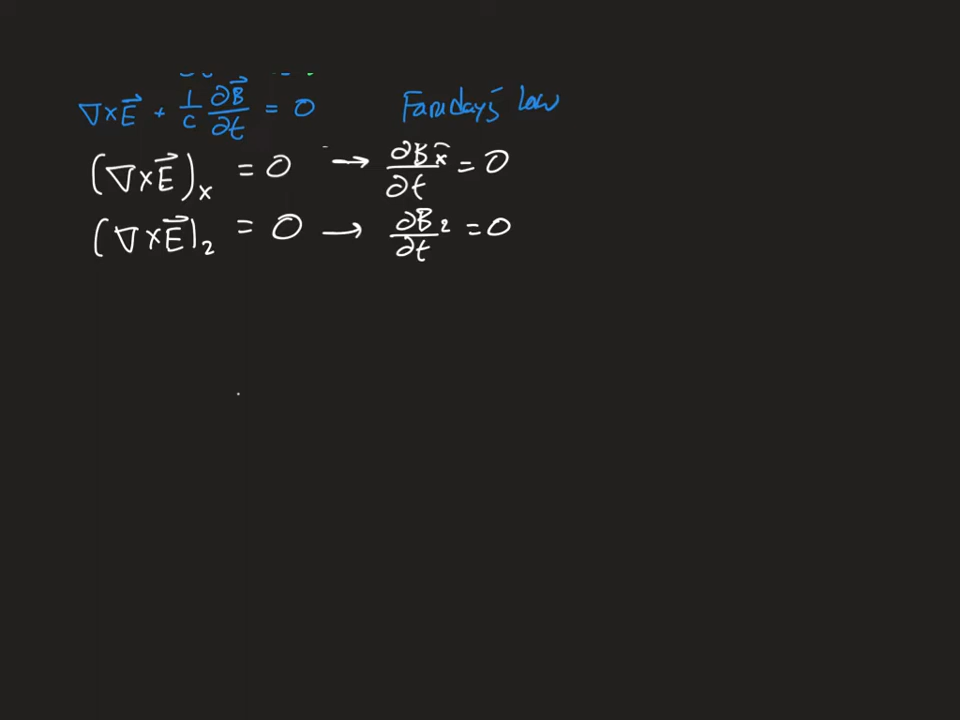 ∇×E⃗ + 1/c ∂B⃗/∂t = 0 Faraday's law
(∇×E⃗)ₓ = 0 → ∂Bₓ/∂t = 0
(∇×E⃗)₂ = 0 → ∂B₂/∂t = 0